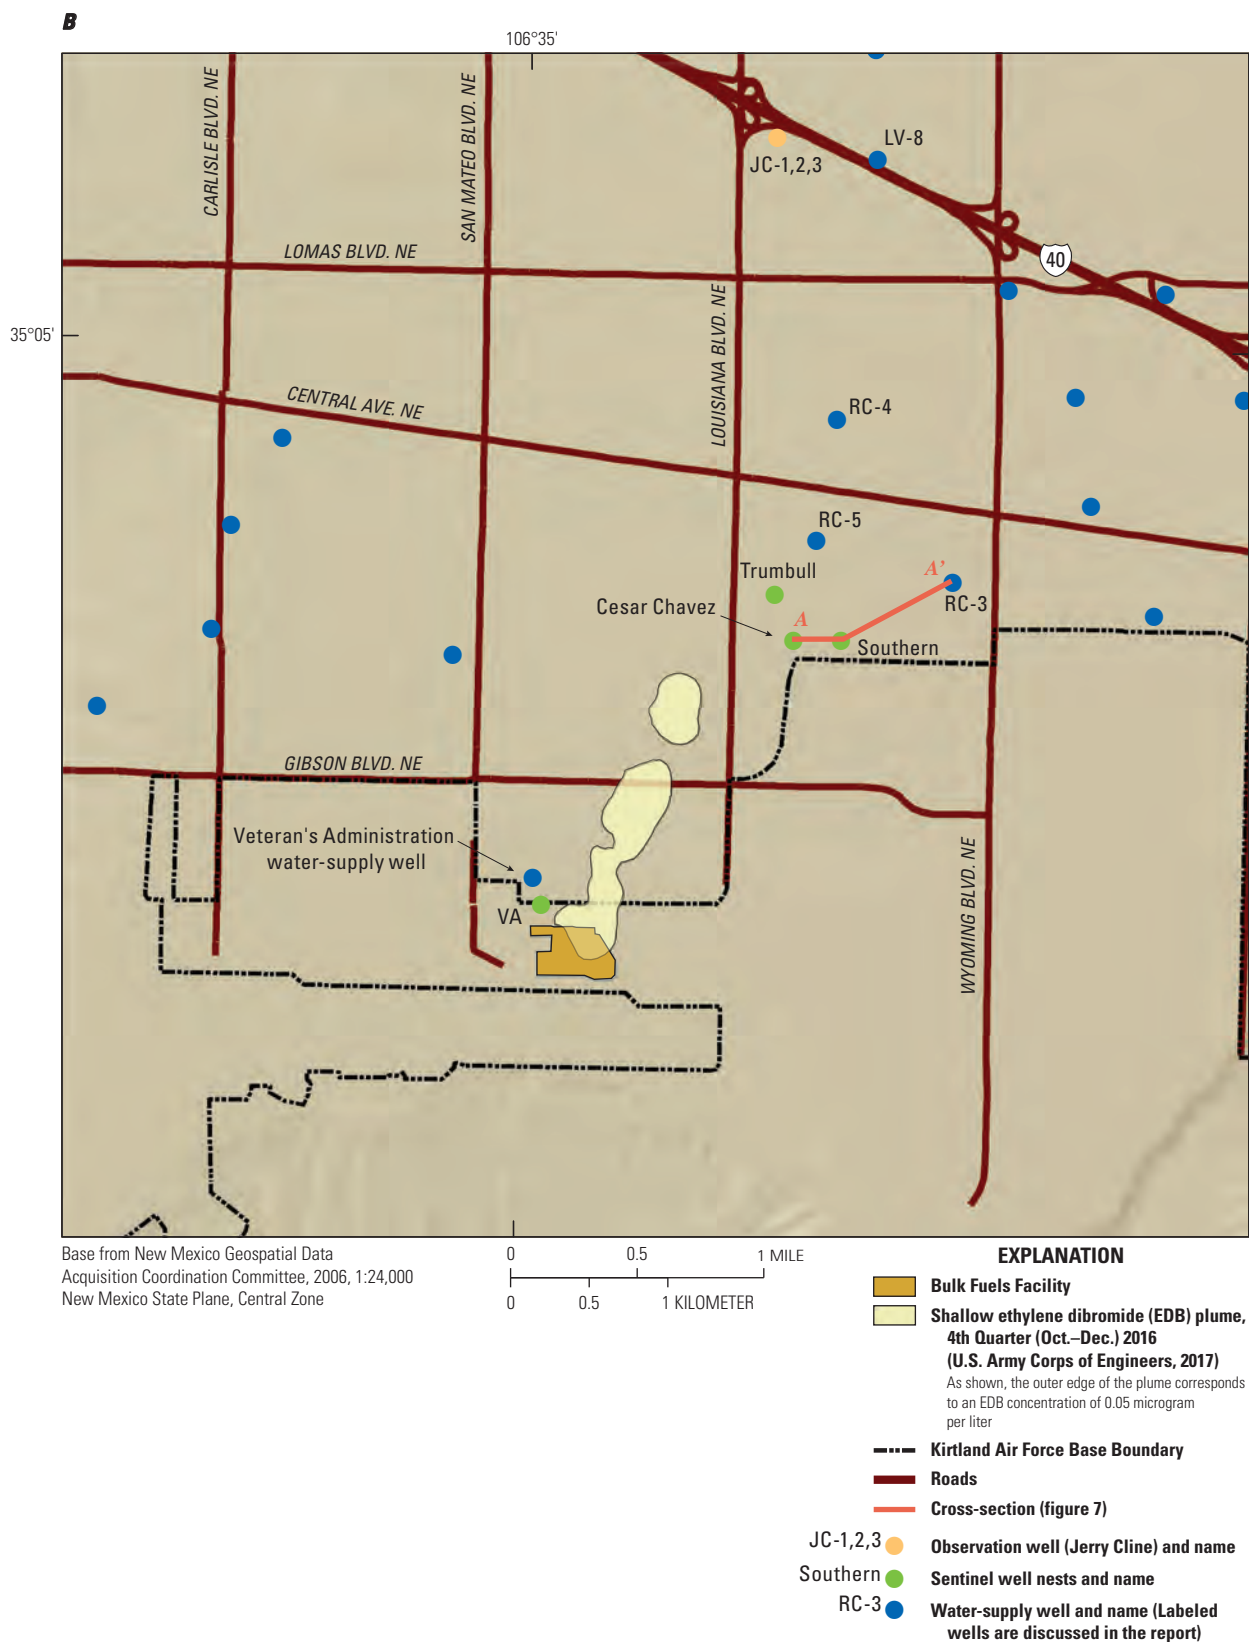 B
106°35'
CARLISLE BLVD. NE
SAN MATEO BLVD. NE
LV-8
JC-1,2,3
LOMAS BLVD. NE
40
LOUISIANA BLVD. NE
35°05'
CENTRAL AVE. NE
RC-4
RC-5
Trumbull
A'
RC-3
Cesar Chavez
A
Southern
GIBSON BLVD. NE
Veteran's Administration
water-supply well
WYOMING BLVD. NE
VA
Base from New Mexico Geospatial Data
Acquisition Coordination Committee, 2006, 1:24,000
New Mexico State Plane, Central Zone
0 0.5 1 MILE
0 0.5 1 KILOMETER
EXPLANATION
Bulk Fuels Facility
Shallow ethylene dibromide (EDB) plume,
4th Quarter (Oct.–Dec.) 2016
(U.S. Army Corps of Engineers, 2017)
As shown, the outer edge of the plume corresponds
to an EDB concentration of 0.05 microgram
per liter
Kirtland Air Force Base Boundary
Roads
Cross-section (figure 7)
JC-1,2,3 Observation well (Jerry Cline) and name
Southern Sentinel well nests and name
RC-3 Water-supply well and name (Labeled
wells are discussed in the report)